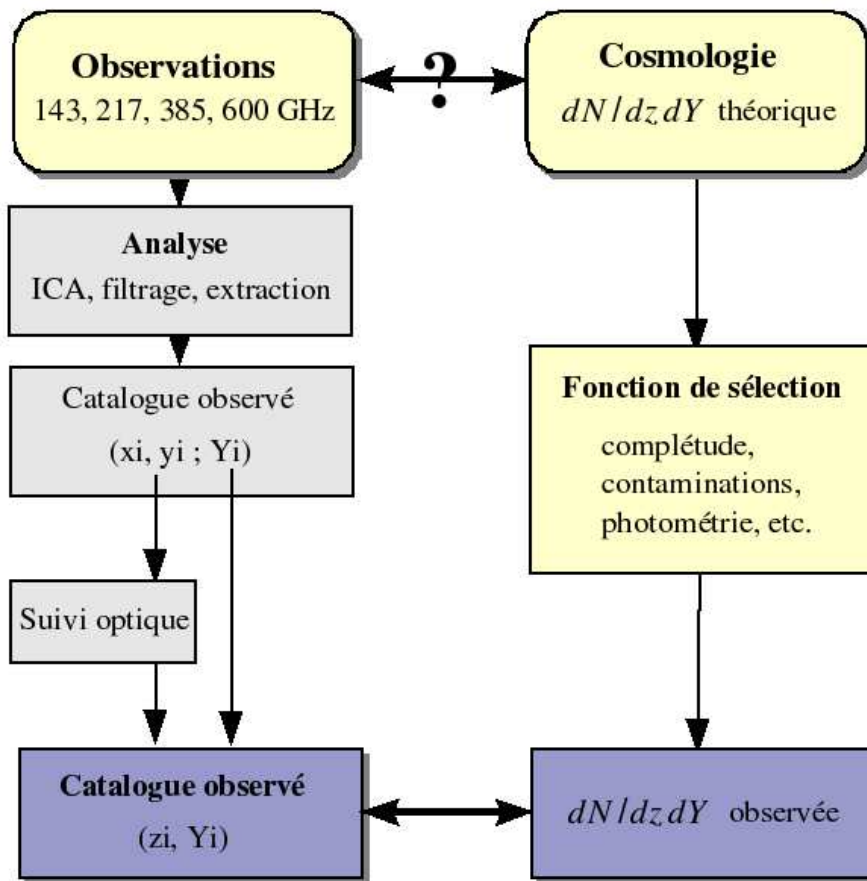 Observations
143, 217, 385, 600 GHz
?
Cosmologie
dN/dz dY théorique
Analyse
ICA, filtrage, extraction
Catalogue observé
(xi, yi ; Yi)
Fonction de sélection
complétude,
contaminations,
photométrie, etc.
Suivi optique
Catalogue observé
(zi, Yi)
dN/dz dY observée